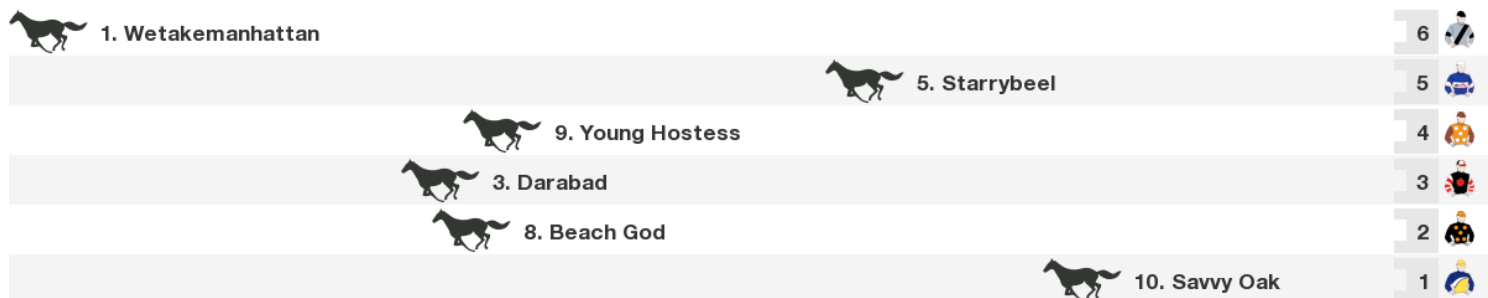 1. Wetakemanhattan 6
5. Starrybeel 5
9. Young Hostess 4
3. Darabad 3
8. Beach God 2
10. Savvy Oak 1